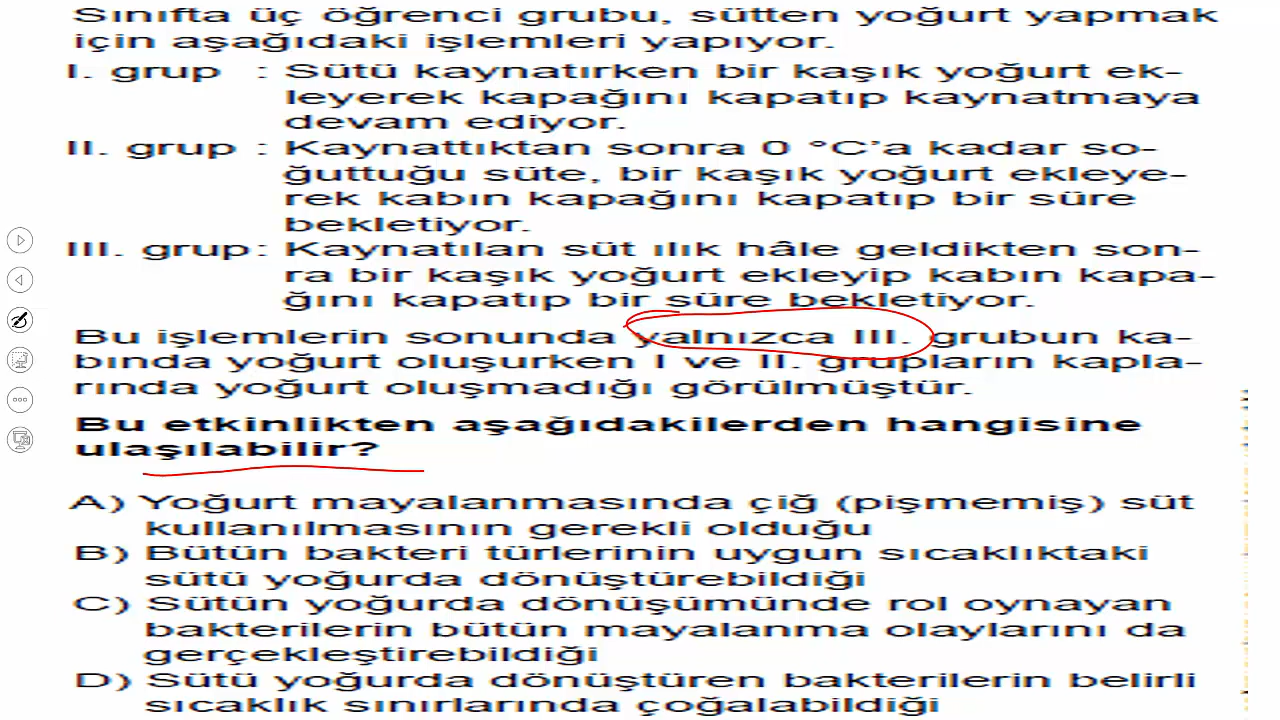 Sınıfta üç öğrenci grubu, sütten yoğurt yapmak
için aşağıdaki işlemleri yapıyor.
I. grup : Sütü kaynatırken bir kaşık yoğurt ek-
leyerek kapağını kapatıp kaynatmaya
devam ediyor.
II. grup : Kaynattıktan sonra 0 °C'a kadar so-
ğuttuğu süte, bir kaşık yoğurt ekleye-
rek kabın kapağını kapatıp bir süre
bekletiyor.
III. grup : Kaynatılan süt ılık hâle geldikten son-
ra bir kaşık yoğurt ekleyip kabın kapa-
ğını kapatıp bir süre bekletiyor.
Bu işlemlerin sonunda yalnızca III. grubun ka-
bında yoğurt oluşurken I ve II. grupların kapla-
rında yoğurt oluşmadığı görülmüştür.
Bu etkinlikten aşağıdakilerden hangisine
ulaşılabilir?
A) Yoğurt mayalanmasında çiğ (pişmemiş) süt
kullanılmasının gerekli olduğu
B) Bütün bakteri türlerinin uygun sıcaklıktaki
sütü yoğurda dönüştürebildiği
C) Sütün yoğurda dönüşümünde rol oynayan
bakterilerin bütün mayalanma olaylarını da
gerçekleştirebildiği
D) Sütü yoğurda dönüştüren bakterilerin belirli
sıcaklık sınırlarında çoğalabildiği